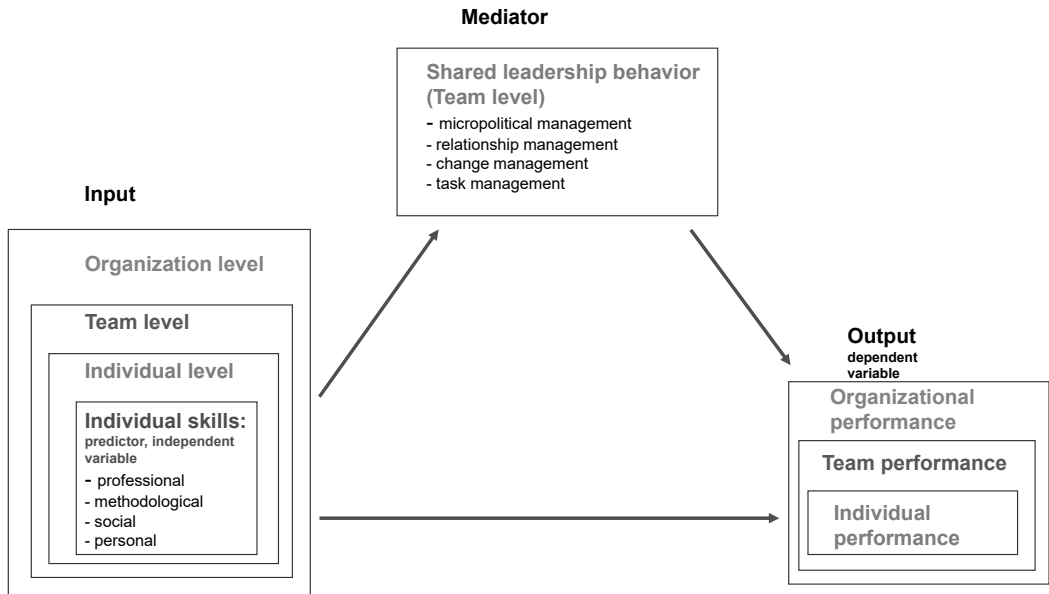 Mediator
Shared leadership behavior
(Team level)
- micropolitical management
- relationship management
- change management
- task management
Input
Organization level
Team level
Individual level
Individual skills:
predictor, independent
variable
- professional
- methodological
- social
- personal
Output
dependent
variable
Organizational
performance
Team performance
Individual
performance